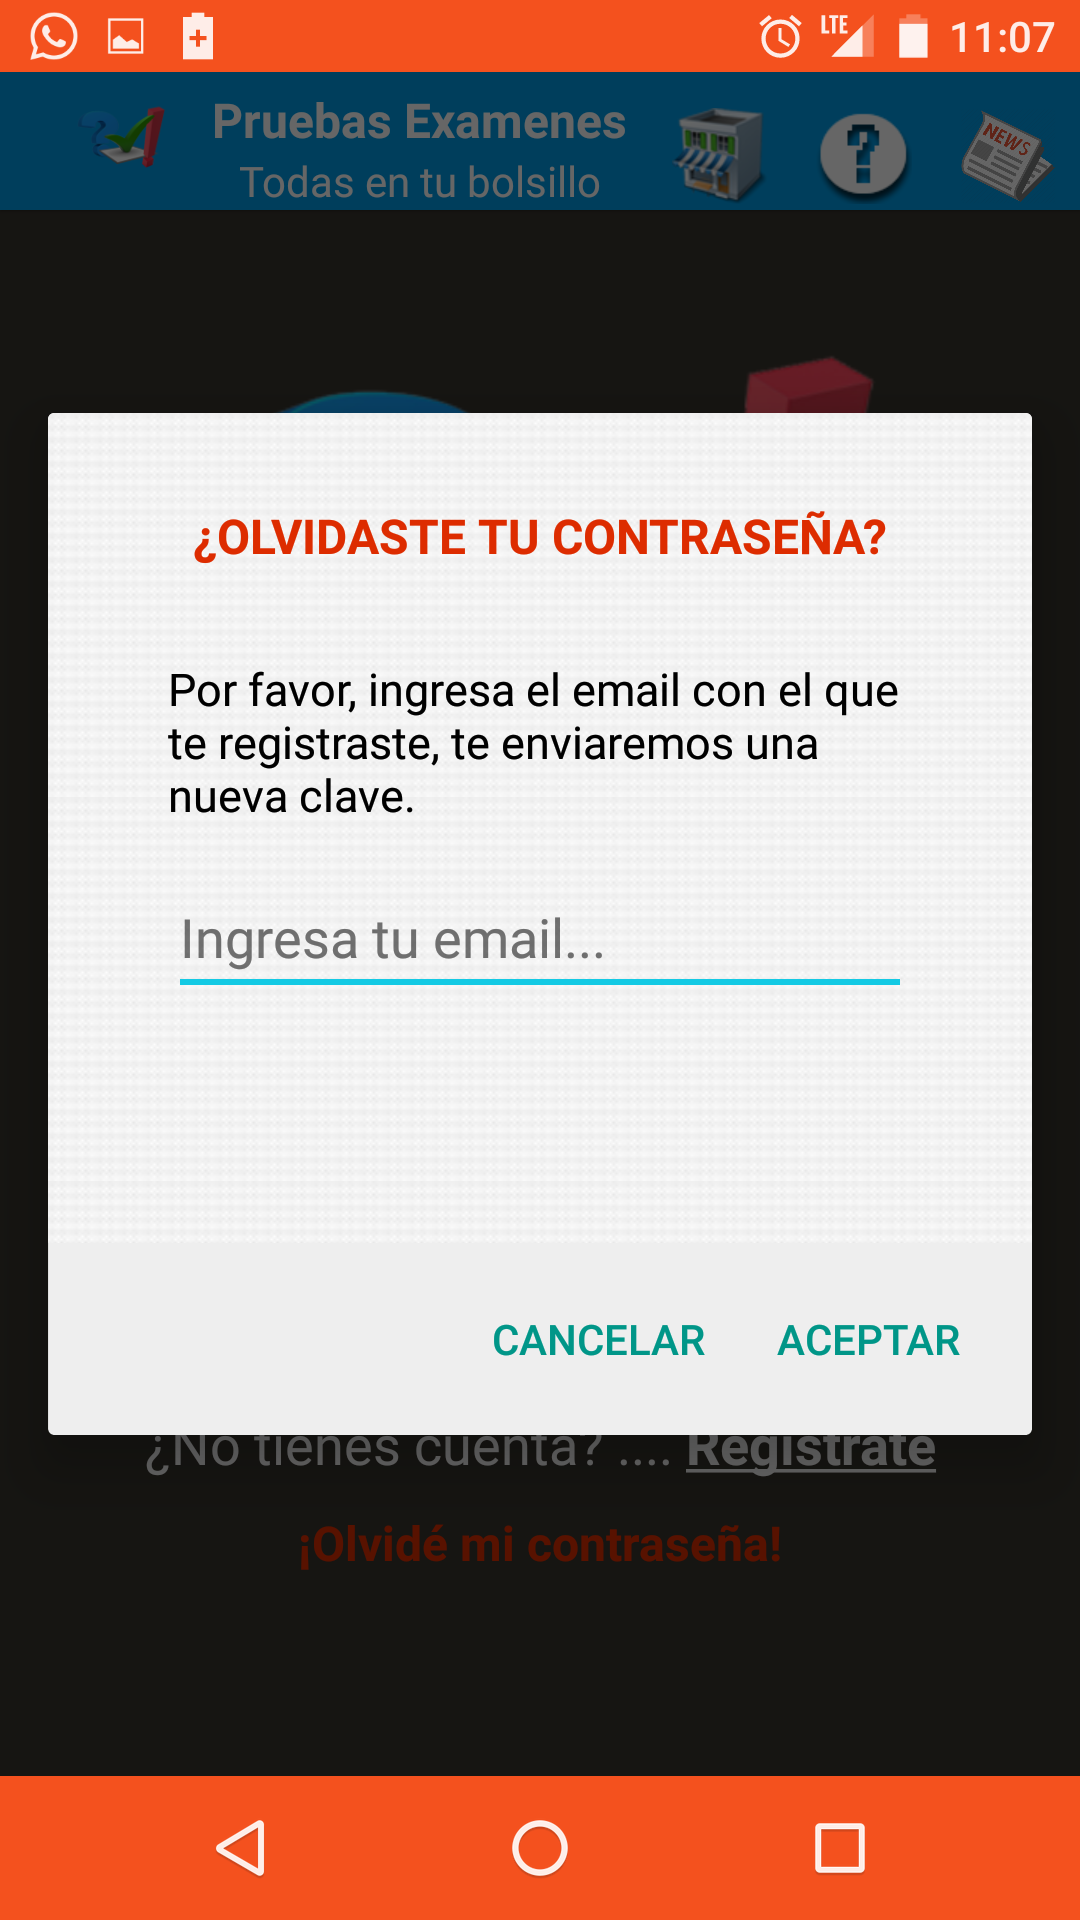 LTE 11:07
Pruebas Examenes
Todas en tu bolsillo
NEWS
¿OLVIDASTE TU CONTRASEÑA?
Por favor, ingresa el email con el que
te registraste, te enviaremos una
nueva clave.
Ingresa tu email...
CANCELAR ACEPTAR
¿No tienes cuenta? .... Registrate
¡Olvidé mi contraseña!